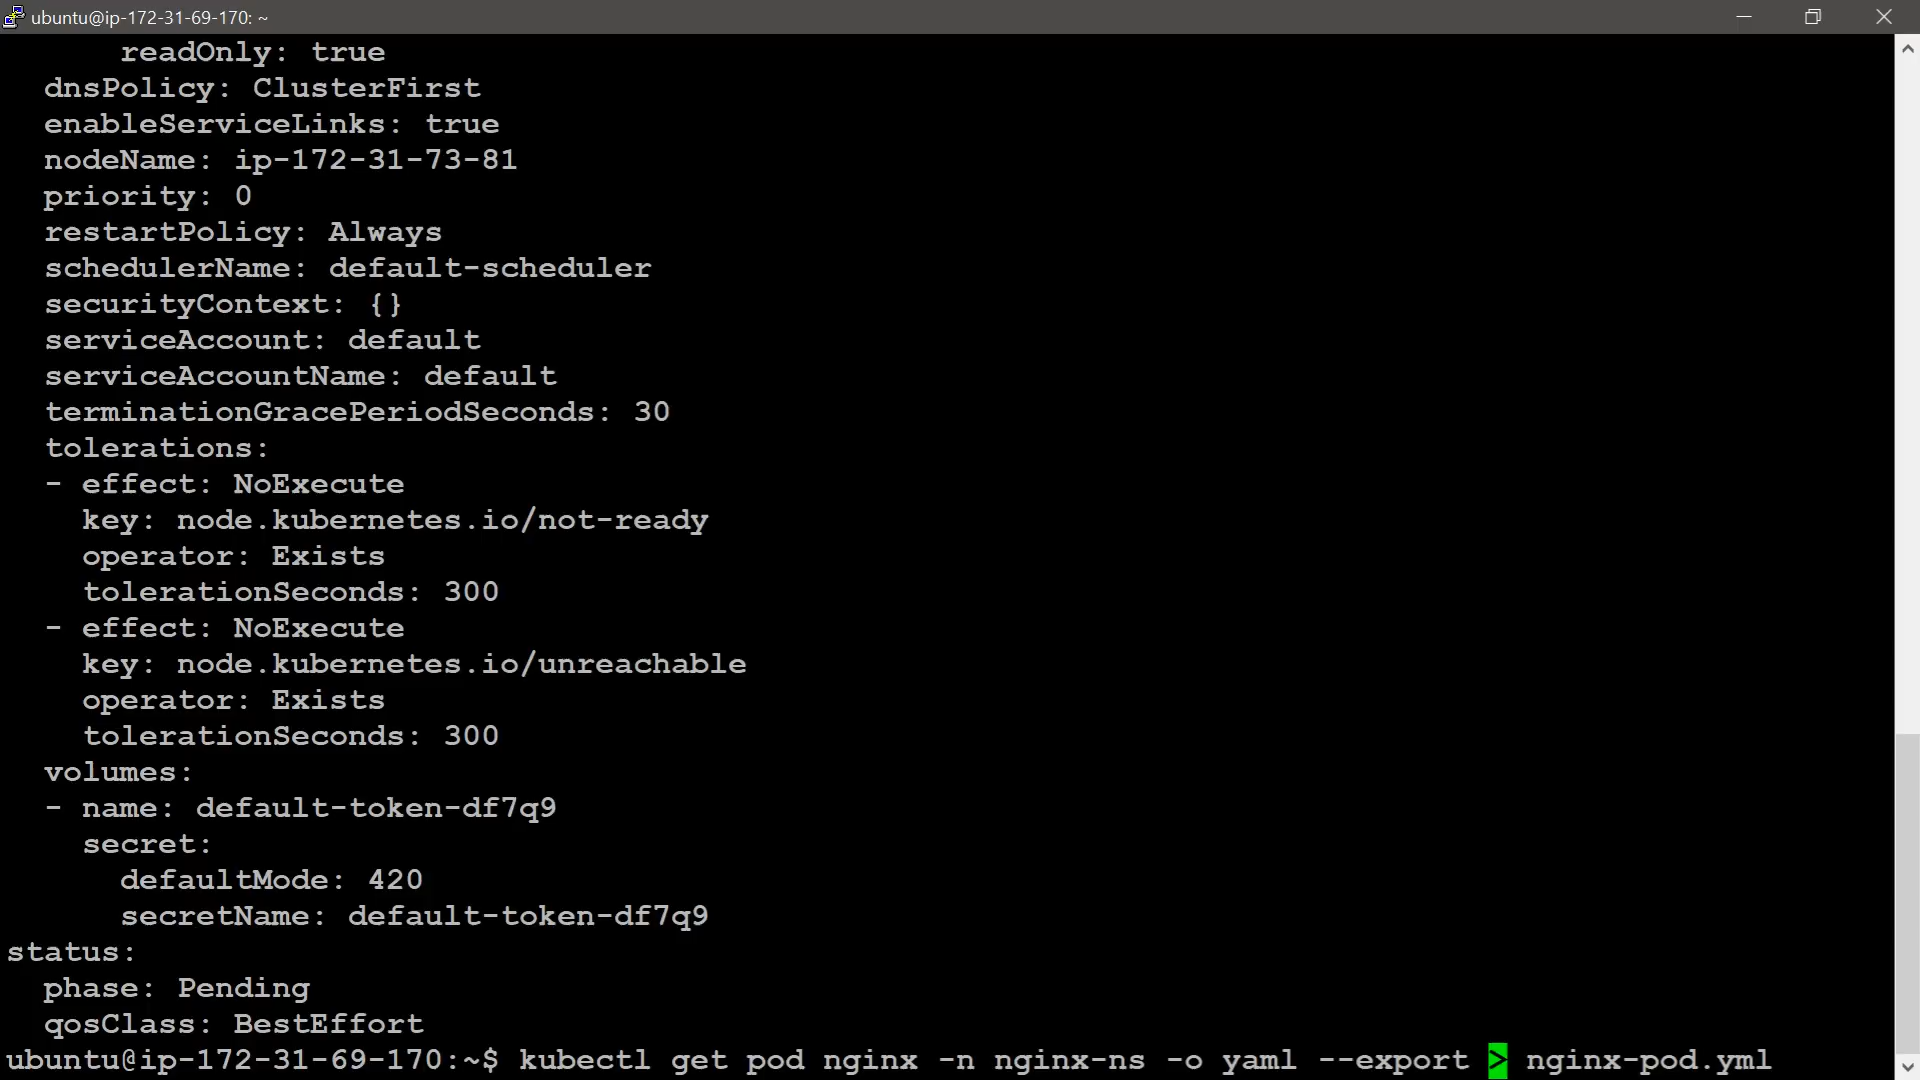 ubuntu@ip-172-31-69-170: ~
readOnly: true
dnsPolicy: ClusterFirst
enableServiceLinks: true
nodeName: ip-172-31-73-81
priority: 0
restartPolicy: Always
schedulerName: default-scheduler
securityContext: {}
serviceAccount: default
serviceAccountName: default
terminationGracePeriodSeconds: 30
tolerations:
- effect: NoExecute
key: node.kubernetes.io/not-ready
operator: Exists
tolerationSeconds: 300
- effect: NoExecute
key: node.kubernetes.io/unreachable
operator: Exists
tolerationSeconds: 300
volumes:
- name: default-token-df7q9
secret:
defaultMode: 420
secretName: default-token-df7q9
status:
phase: Pending
qosClass: BestEffort
ubuntu@ip-172-31-69-170:~$ kubectl get pod nginx -n nginx-ns -o yaml --export > nginx-pod.yml